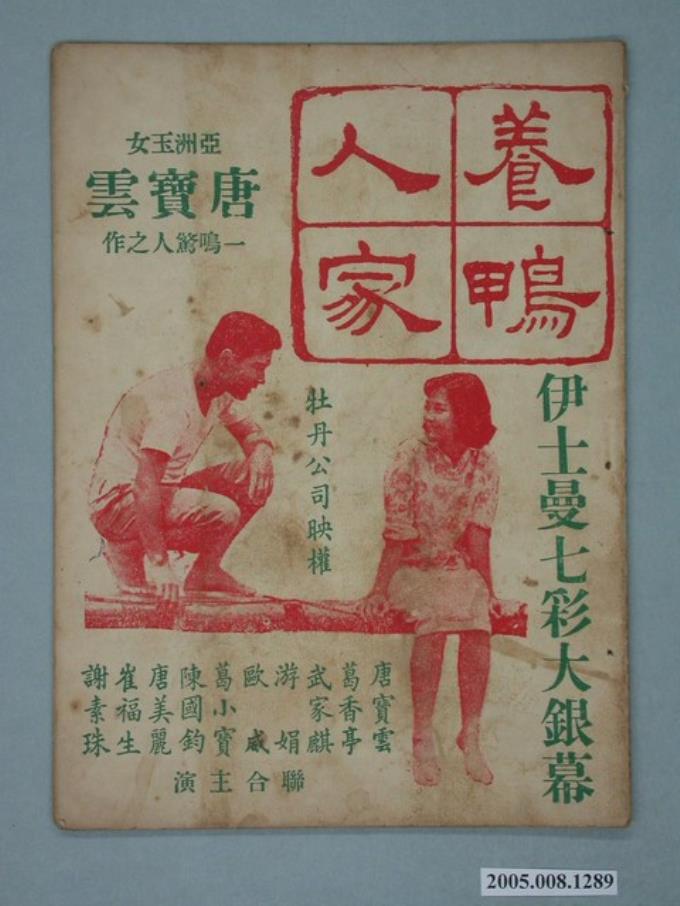 養鴨人家
亞洲玉女
唐寶雲
一鳴驚人之作
伊士曼七彩大銀幕
牡丹公司映權
唐寶雲
葛香亭
武家麒
游娟
歐威
葛小寶
陳國鈞
唐美麗
崔福生
謝素珠
聯合主演
2005.008.1289